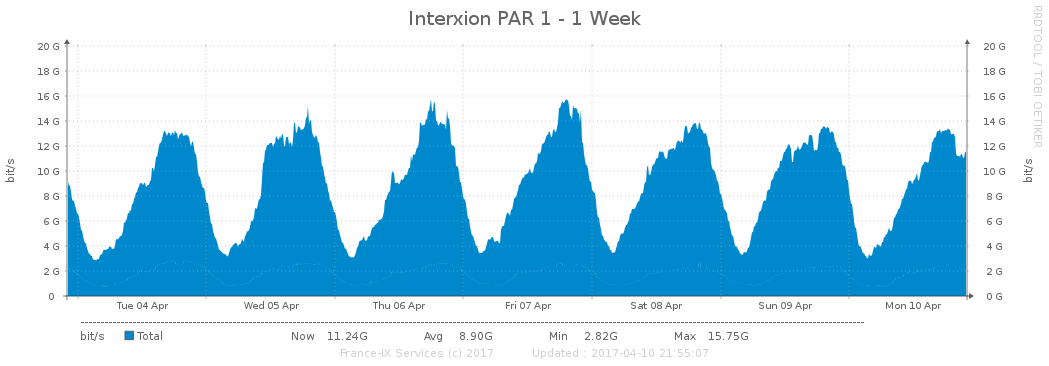 Interxion PAR 1 - 1 Week
RRDTOOL / TOBI OETIKER
20 G 20 G
18 G 18 G
16 G 16 G
14 G 14 G
12 G 12 G
10 G 10 G
8 G 8 G
6 G 6 G
4 G 4 G
2 G 2 G
0 0 G
bit/s
bit/s
Tue 04 Apr Wed 05 Apr Thu 06 Apr Fri 07 Apr Sat 08 Apr Sun 09 Apr Mon 10 Apr
bit/s Total Now 11.24G Avg 8.90G Min 2.82G Max 15.75G
France-IX Services (c) 2017 Updated : 2017-04-10 21:55:07